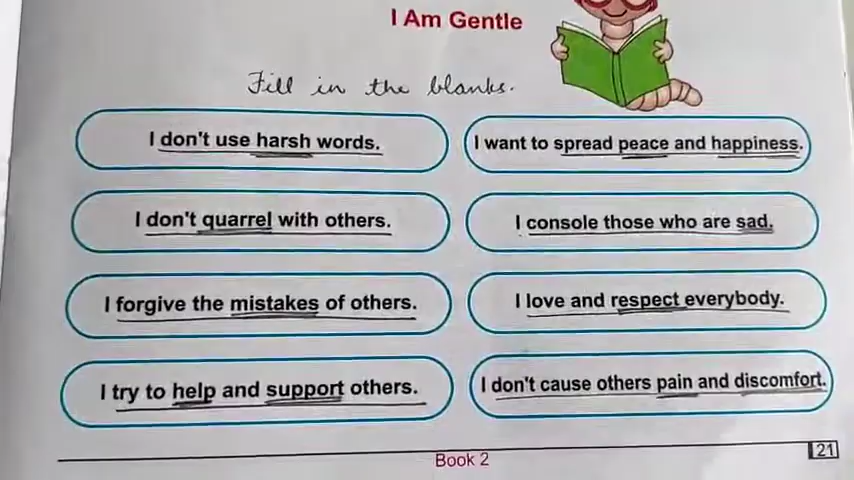 I Am Gentle
Fill in the blanks.
I don't use harsh words.
I want to spread peace and happiness.
I don't quarrel with others.
I console those who are sad.
I forgive the mistakes of others.
I love and respect everybody.
I try to help and support others.
I don't cause others pain and discomfort.
Book 2
21